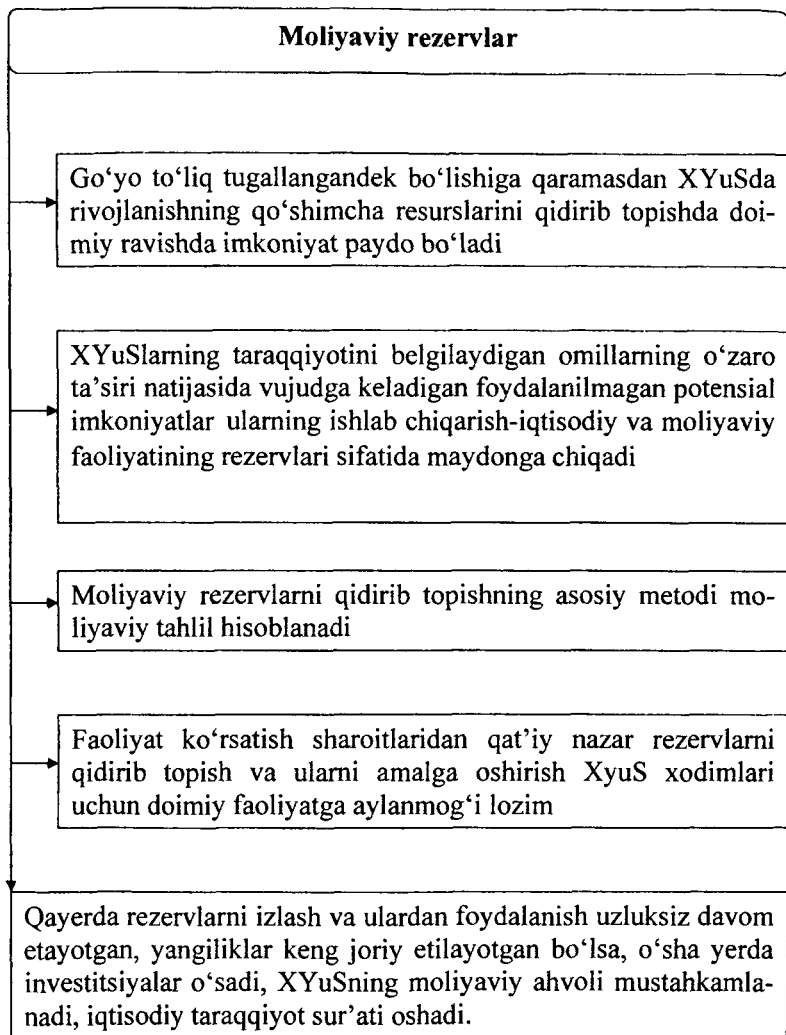 Moliyaviy rezervlar
Go‘yo to‘liq tugallangandek bo‘lishiga qaramasdan XYuSda
rivojlanishning qo‘shimcha resurslarini qidirib topishda doi-
miy ravishda imkoniyat paydo bo‘ladi
XYuSlarning taraqqiyotini belgilaydigan omillarning o‘zaro
ta’siri natijasida vujudga keladigan foydalanilmagan potensial
imkoniyatlar ularning ishlab chiqarish-iqtisodiy va moliyaviy
faoliyatining rezervlari sifatida maydonga chiqadi
Moliyaviy rezervlarni qidirib topishning asosiy metodi mo-
liyaviy tahlil hisoblanadi
Faoliyat ko‘rsatish sharoitlaridan qat’iy nazar rezervlarni
qidirib topish va ularni amalga oshirish XyuS xodimlari
uchun doimiy faoliyatga aylanmog‘i lozim
Qayerda rezervlarni izlash va ulardan foydalanish uzluksiz davom
etayotgan, yangiliklar keng joriy etilayotgan bo‘lsa, o‘sha yerda
investitsiyalar o‘sadi, XYuSning moliyaviy ahvoli mustahkamla-
nadi, iqtisodiy taraqqiyot sur’ati oshadi.